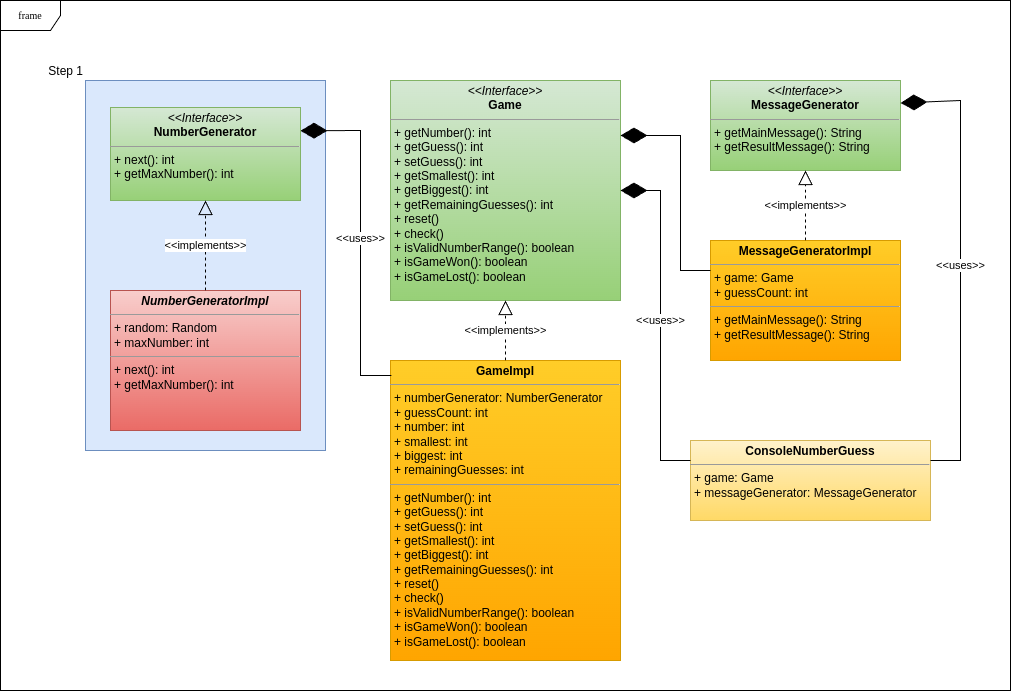 frame
Step 1
<<Interface>>
NumberGenerator
+ next(): int
+ getMaxNumber(): int
<<implements>>
NumberGeneratorImpl
+ random: Random
+ maxNumber: int
+ next(): int
+ getMaxNumber(): int
<<uses>>
<<Interface>>
Game
+ getNumber(): int
+ getGuess(): int
+ setGuess(): int
+ getSmallest(): int
+ getBiggest(): int
+ getRemainingGuesses(): int
+ reset()
+ check()
+ isValidNumberRange(): boolean
+ isGameWon(): boolean
+ isGameLost(): boolean
<<implements>>
GameImpl
+ numberGenerator: NumberGenerator
+ guessCount: int
+ number: int
+ smallest: int
+ biggest: int
+ remainingGuesses: int
+ getNumber(): int
+ getGuess(): int
+ setGuess(): int
+ getSmallest(): int
+ getBiggest(): int
+ getRemainingGuesses(): int
+ reset()
+ check()
+ isValidNumberRange(): boolean
+ isGameWon(): boolean
+ isGameLost(): boolean
<<uses>>
<<Interface>>
MessageGenerator
+ getMainMessage(): String
+ getResultMessage(): String
<<implements>>
MessageGeneratorImpl
+ game: Game
+ guessCount: int
+ getMainMessage(): String
+ getResultMessage(): String
<<uses>>
ConsoleNumberGuess
+ game: Game
+ messageGenerator: MessageGenerator